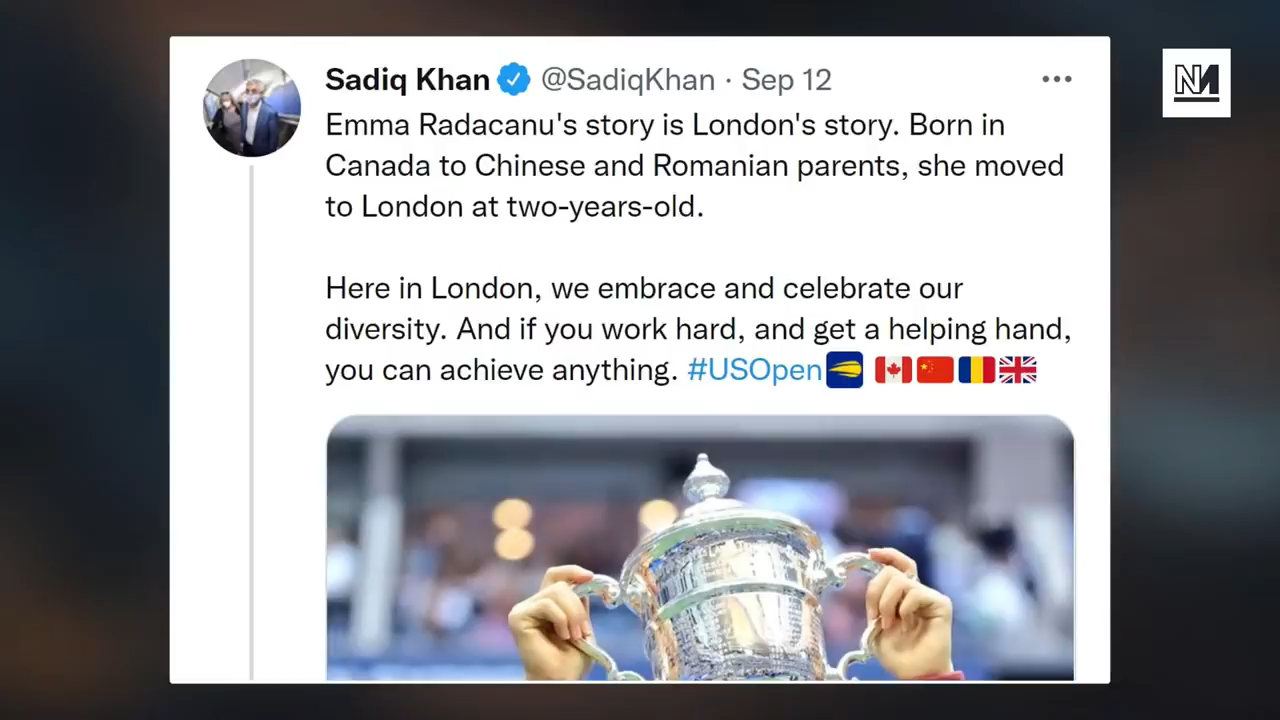 Sadiq Khan @SadiqKhan · Sep 12
Emma Radacanu's story is London's story. Born in
Canada to Chinese and Romanian parents, she moved
to London at two-years-old.
Here in London, we embrace and celebrate our
diversity. And if you work hard, and get a helping hand,
you can achieve anything. #USOpen